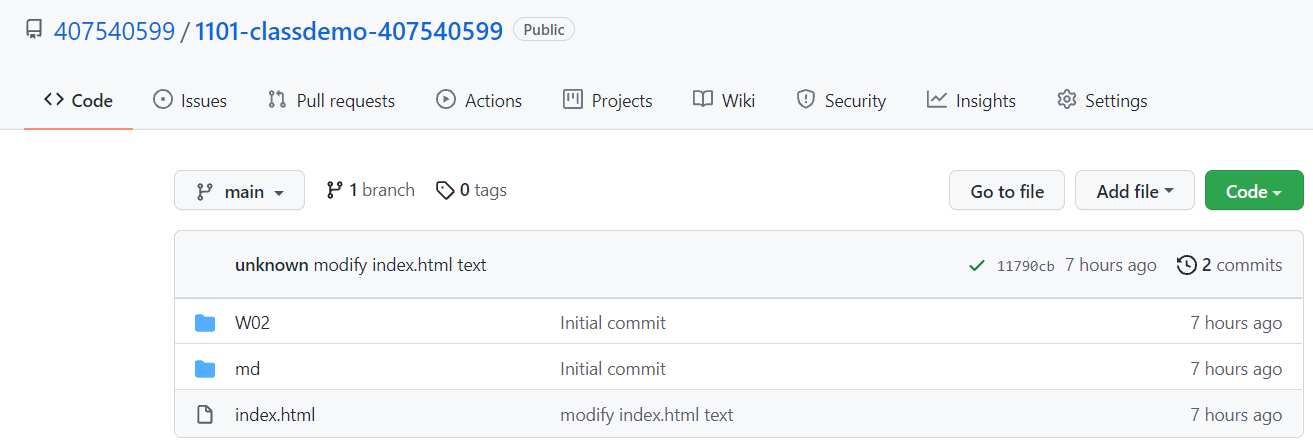 407540599 / 1101-classdemo-407540599 Public
Code Issues Pull requests Actions Projects Wiki Security Insights Settings
main 1 branch 0 tags Go to file Add file Code
unknown modify index.html text 11790cb 7 hours ago 2 commits
W02 Initial commit 7 hours ago
md Initial commit 7 hours ago
index.html modify index.html text 7 hours ago